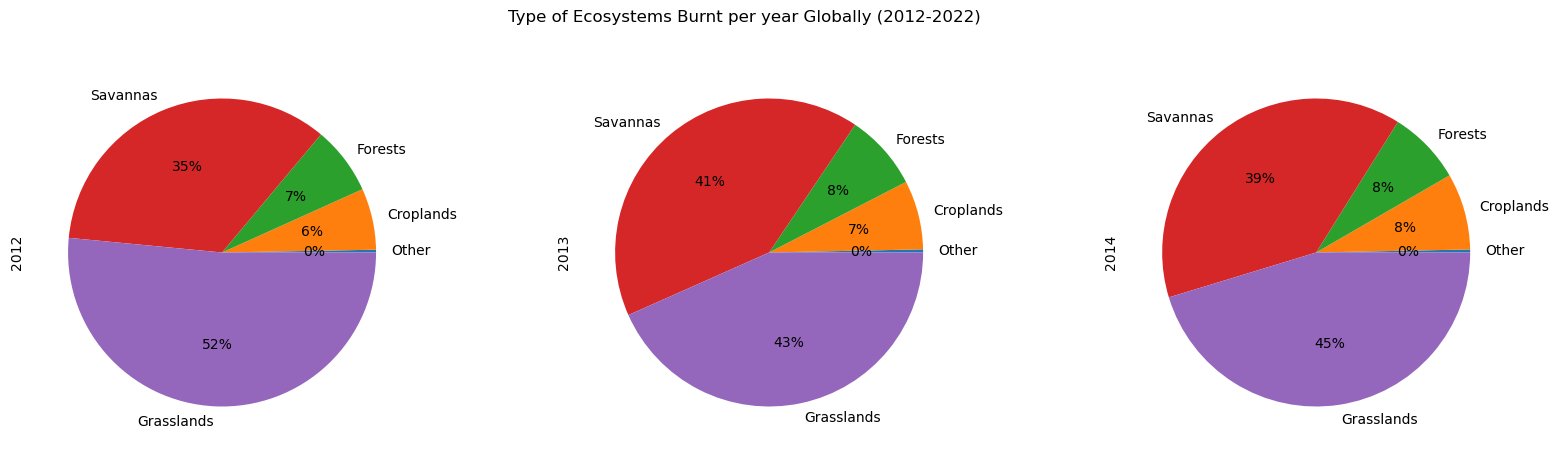 Type of Ecosystems Burnt per year Globally (2012-2022)
2012
Savannas
Forests
Croplands
Other
Grasslands
35%
7%
6%
0%
52%
2013
Savannas
Forests
Croplands
Other
Grasslands
41%
8%
7%
0%
43%
2014
Savannas
Forests
Croplands
Other
Grasslands
39%
8%
8%
0%
45%